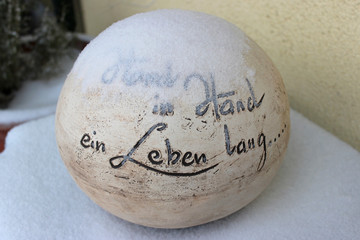 Hand
in Hand
ein Leben lang.....